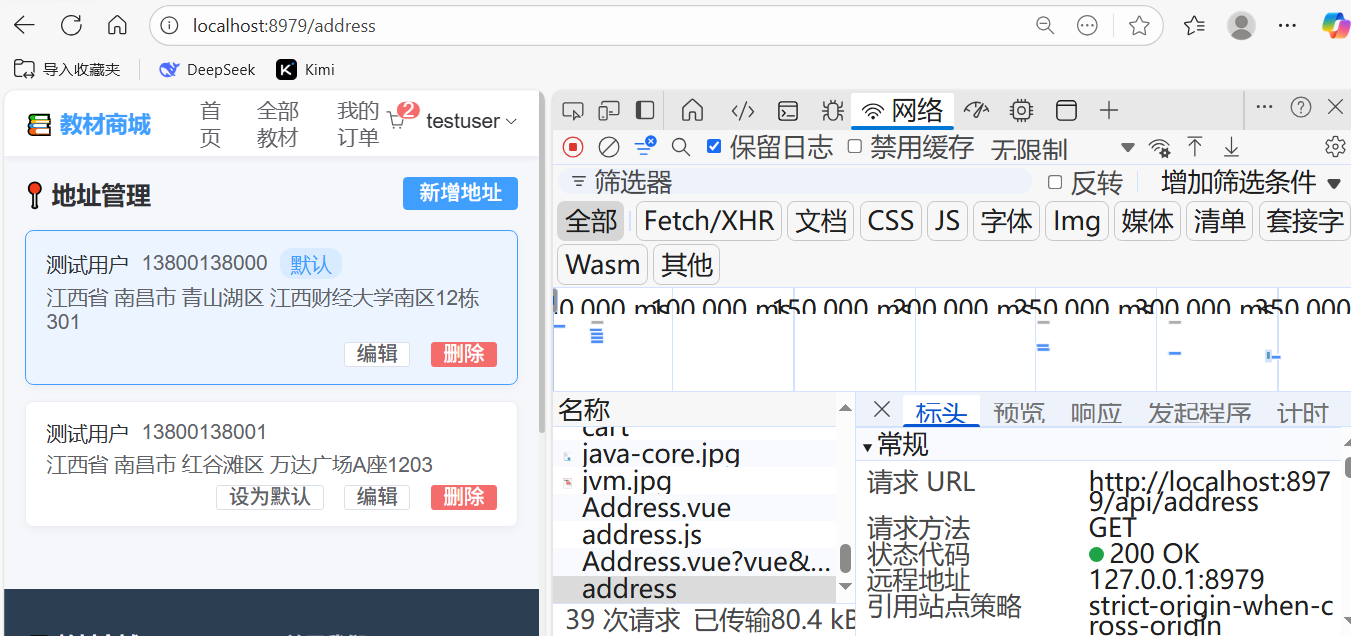 localhost:8979/address
导入收藏夹 DeepSeek Kimi
教材商城 首页 全部教材 我的订单 2 testuser
地址管理 新增地址
测试用户 13800138000 默认
江西省 南昌市 青山湖区 江西财经大学南区12栋
301
编辑 删除
测试用户 13800138001
江西省 南昌市 红谷滩区 万达广场A座1203
设为默认 编辑 删除
网络
保留日志 禁用缓存 无限制
筛选器 反转 增加筛选条件
全部 Fetch/XHR 文档 CSS JS 字体 Img 媒体 清单 套接字
Wasm 其他
名称
cart
java-core.jpg
jvm.jpg
Address.vue
address.js
Address.vue?vue&...
address
39 次请求 已传输80.4 kB
标头 预览 响应 发起程序 计时
常规
请求 URL http://localhost:897
9/api/address
请求方法 GET
状态代码 200 OK
远程地址 127.0.0.1:8979
引用站点策略 strict-origin-when-c
ross-origin